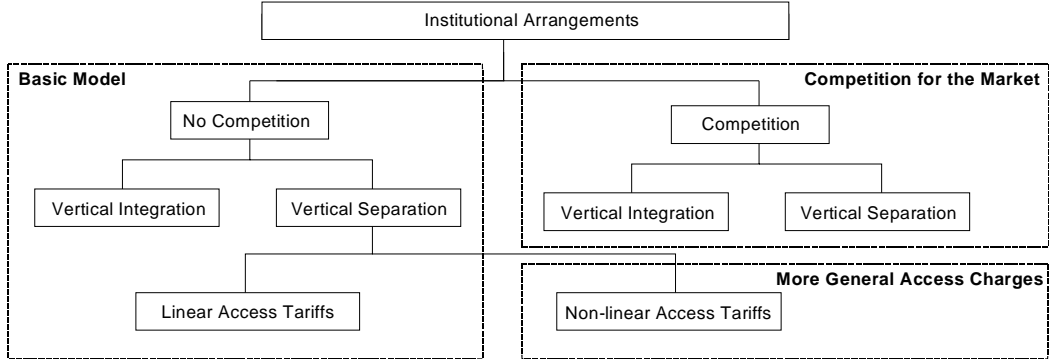 Institutional Arrangements
Basic Model
Competition for the Market
No Competition
Competition
Vertical Integration
Vertical Separation
Vertical Integration
Vertical Separation
More General Access Charges
Linear Access Tariffs
Non-linear Access Tariffs